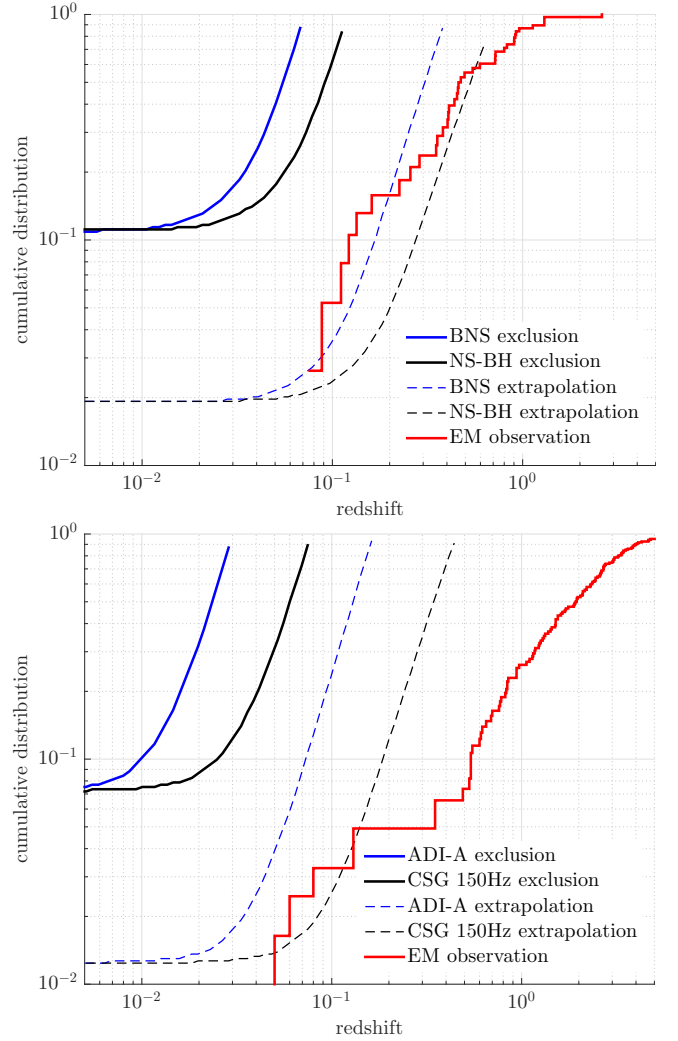 10^0
10^-1
10^-2
cumulative distribution
10^-2
10^-1
10^0
redshift
BNS exclusion
NS-BH exclusion
BNS extrapolation
NS-BH extrapolation
EM observation
10^0
10^-1
10^-2
cumulative distribution
10^-2
10^-1
10^0
redshift
ADI-A exclusion
CSG 150Hz exclusion
ADI-A extrapolation
CSG 150Hz extrapolation
EM observation